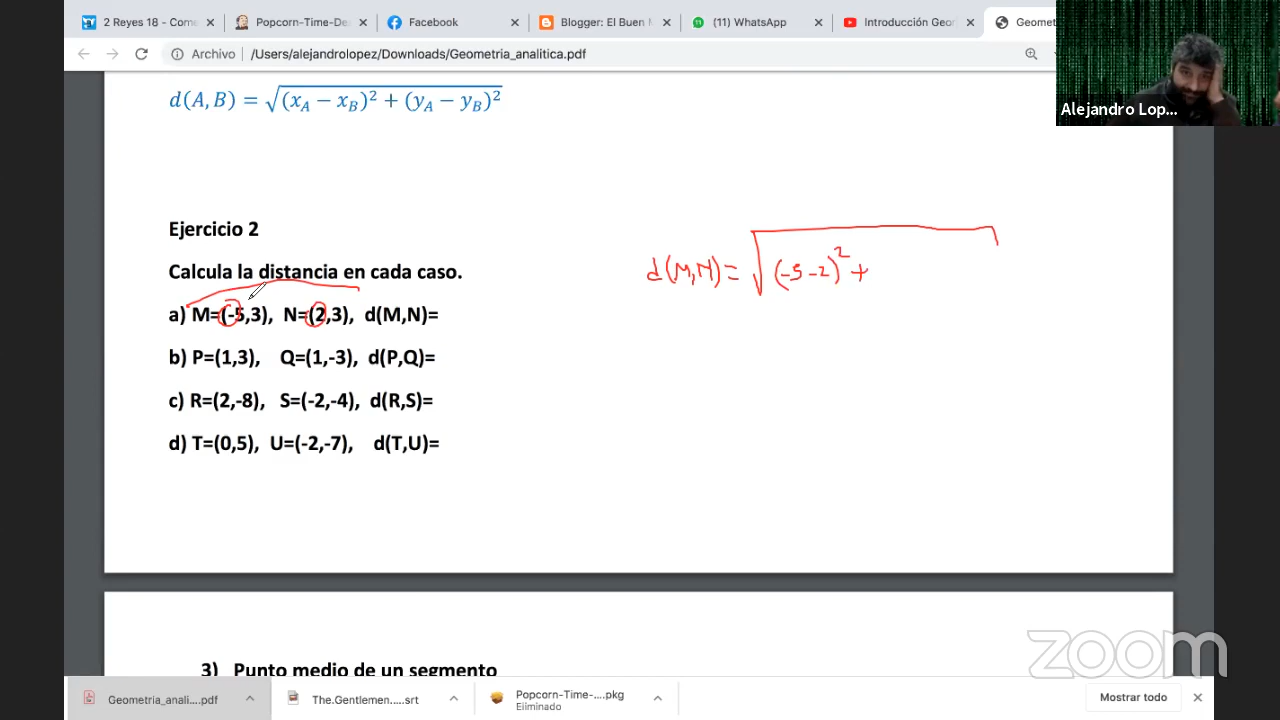 2 Reyes 18 - Come
Popcorn-Time-De
Facebook
Blogger: El Buen
(11) WhatsApp
Introducción Geo
Geome
Archivo | /Users/alejandrolopez/Downloads/Geometria_analitica.pdf
Alejandro Lop...
d(A, B) = √(x_A − x_B)² + (y_A − y_B)²
Ejercicio 2
d(M,N) = √(-5-2)² +
Calcula la distancia en cada caso.
a) M=(-5,3), N=(2,3), d(M,N)=
b) P=(1,3), Q=(1,-3), d(P,Q)=
c) R=(2,-8), S=(-2,-4), d(R,S)=
d) T=(0,5), U=(-2,-7), d(T,U)=
zoom
3) Punto medio de un segmento
Geometria_anali....pdf
The.Gentlemen.....srt
Popcorn-Time-....pkg
Eliminado
Mostrar todo